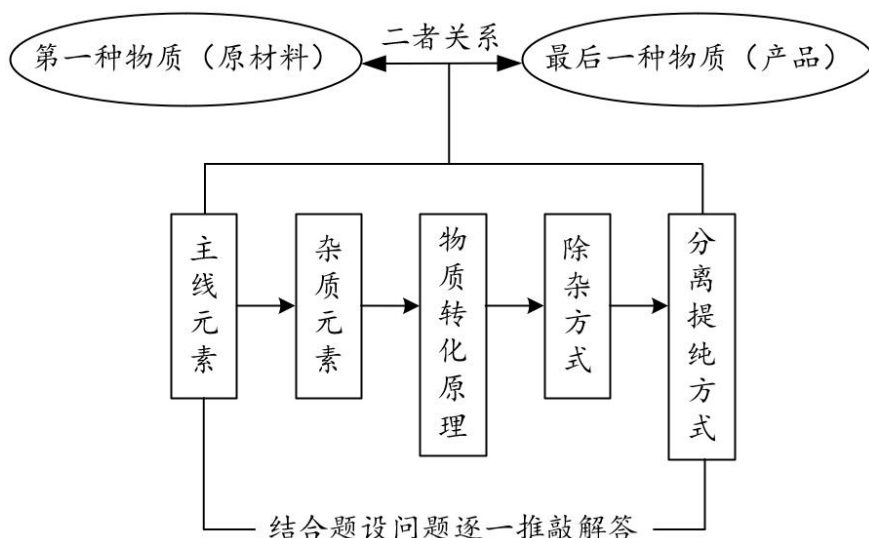 第一种物质（原材料）
二者关系
最后一种物质（产品）
主线元素
杂质元素
物质转化原理
除杂方式
分离提纯方式
结合题设问题逐一推敲解答